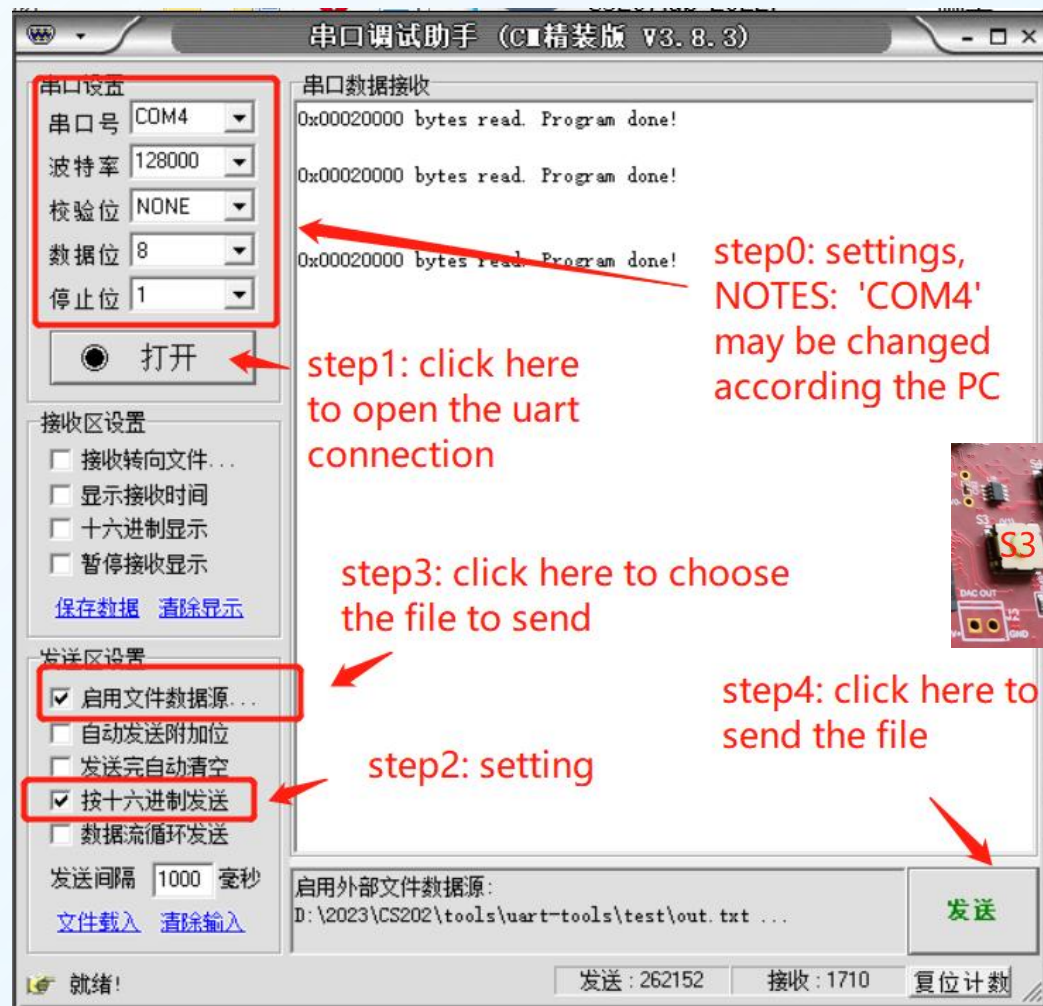 串口调试助手 (CM精装版 V3.8.3)
串口设置
串口号 COM4
波特率 128000
校验位 NONE
数据位 8
停止位 1
打开
接收区设置
接收转向文件...
显示接收时间
十六进制显示
暂停接收显示
保存数据 清除显示
发送区设置
启用文件数据源...
自动发送附加位
发送完自动清空
按十六进制发送
数据流循环发送
发送间隔 1000 毫秒
文件载入 清除输入
串口数据接收
0x00020000 bytes read. Program done!
0x00020000 bytes read. Program done!
0x00020000 bytes read. Program done!
step0: settings,
NOTES: 'COM4'
may be changed
according the PC
step1: click here
to open the uart
connection
step3: click here to choose
the file to send
step2: setting
step4: click here to
send the file
S3
S3
DAC OUT
J2
GND
启用外部文件数据源:
D:\2023\CS202\tools\uart-tools\test\out.txt ...
发送
就绪!
发送:262152
接收:1710
复位计数